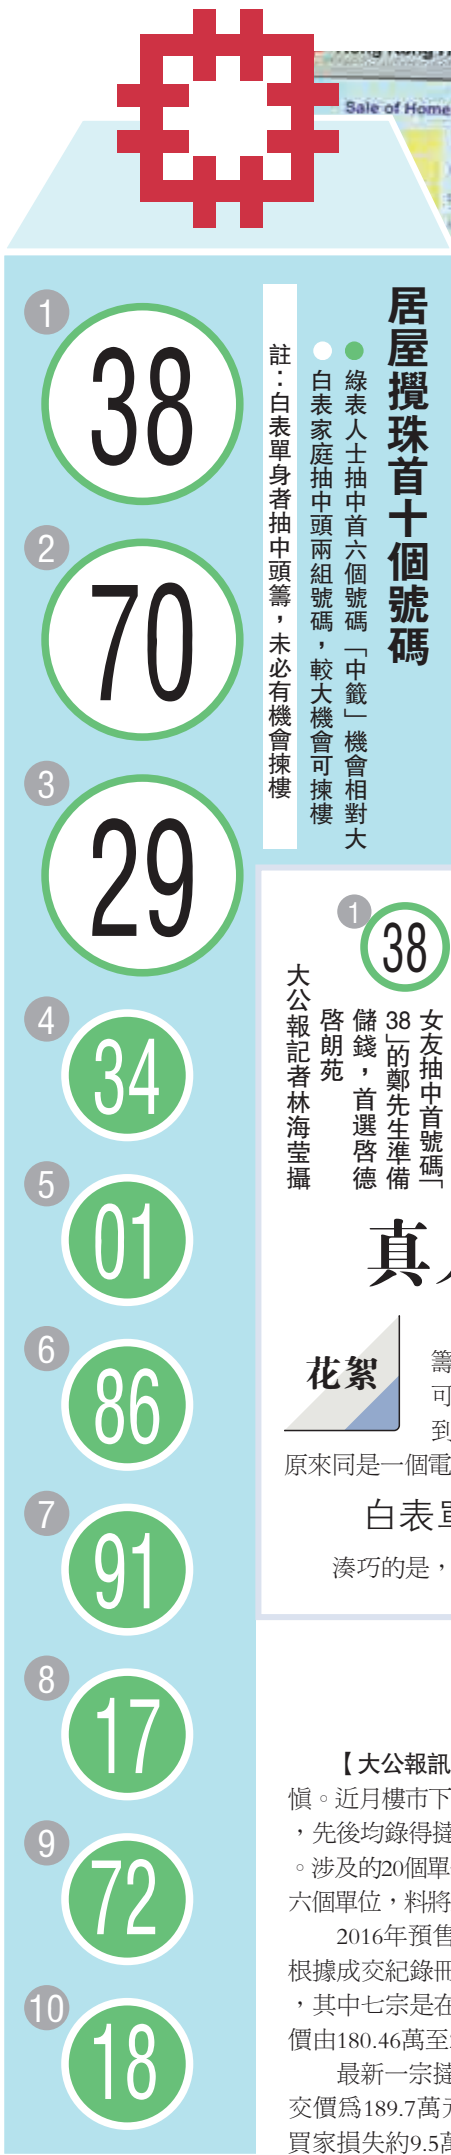 Sale of Home
居屋攪珠首十個號碼
綠表人士抽中首六個號碼「中籤」機會相對大
白表家庭抽中頭兩組號碼，較大機會可揀樓
註：白表單身者抽中頭籌，未必有機會揀樓
1
38
2
70
3
29
4
34
5
01
6
86
7
91
8
17
9
72
10
18
1
38
女友抽中首號碼「
38」的鄭先生準備
儲錢，首選啓德
啓朗苑
大公報記者林海莹攝
真
花絮
籌
可
到
原來同是一個電
白表單
湊巧的是，
【大公報訊
愼。近月樓市下
，先後均錄得撻
。涉及的20個單
六個單位，料將
2016年預售
根據成交紀錄冊
，其中七宗是在
價由180.46萬至
最新一宗撻
交價爲189.7萬元
買家損失約9.5萬